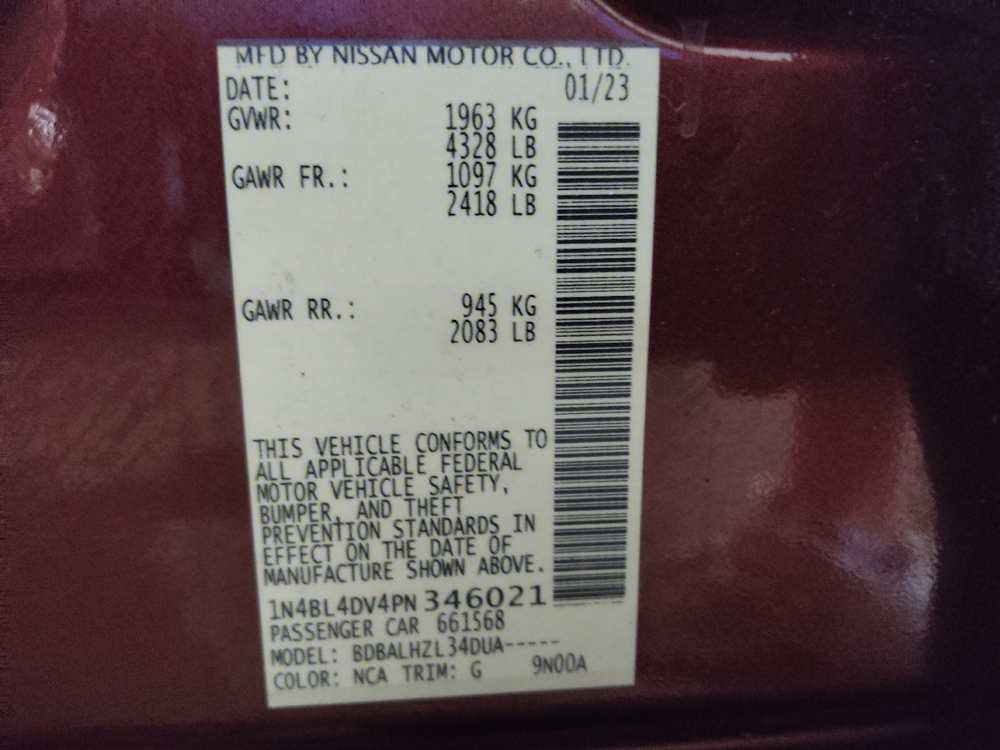 MFD BY NISSAN MOTOR CO., LTD.
DATE: 01/23
GVWR: 1963 KG
4328 LB
GAWR FR.: 1097 KG
2418 LB
GAWR RR.: 945 KG
2083 LB
THIS VEHICLE CONFORMS TO
ALL APPLICABLE FEDERAL
MOTOR VEHICLE SAFETY,
BUMPER, AND THEFT
PREVENTION STANDARDS IN
EFFECT ON THE DATE OF
MANUFACTURE SHOWN ABOVE.
1N4BL4DV4PN 346021
PASSENGER CAR 661568
MODEL: BDBALHZL34DUA-----
COLOR: NCA TRIM: G 9N00A